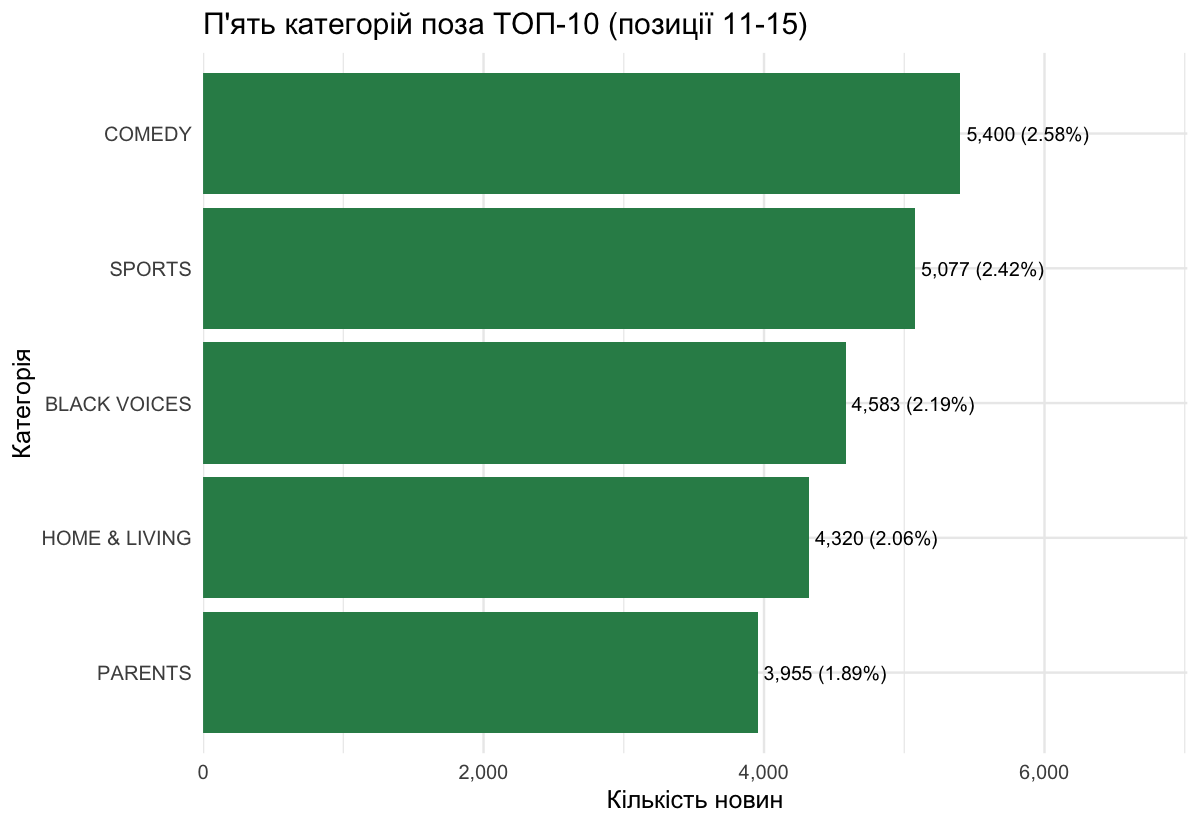 П'ять категорій поза ТОП-10 (позиції 11-15)
Категорія
COMEDY
5,400 (2.58%)
SPORTS
5,077 (2.42%)
BLACK VOICES
4,583 (2.19%)
HOME & LIVING
4,320 (2.06%)
PARENTS
3,955 (1.89%)
0
2,000
4,000
6,000
Кількість новин